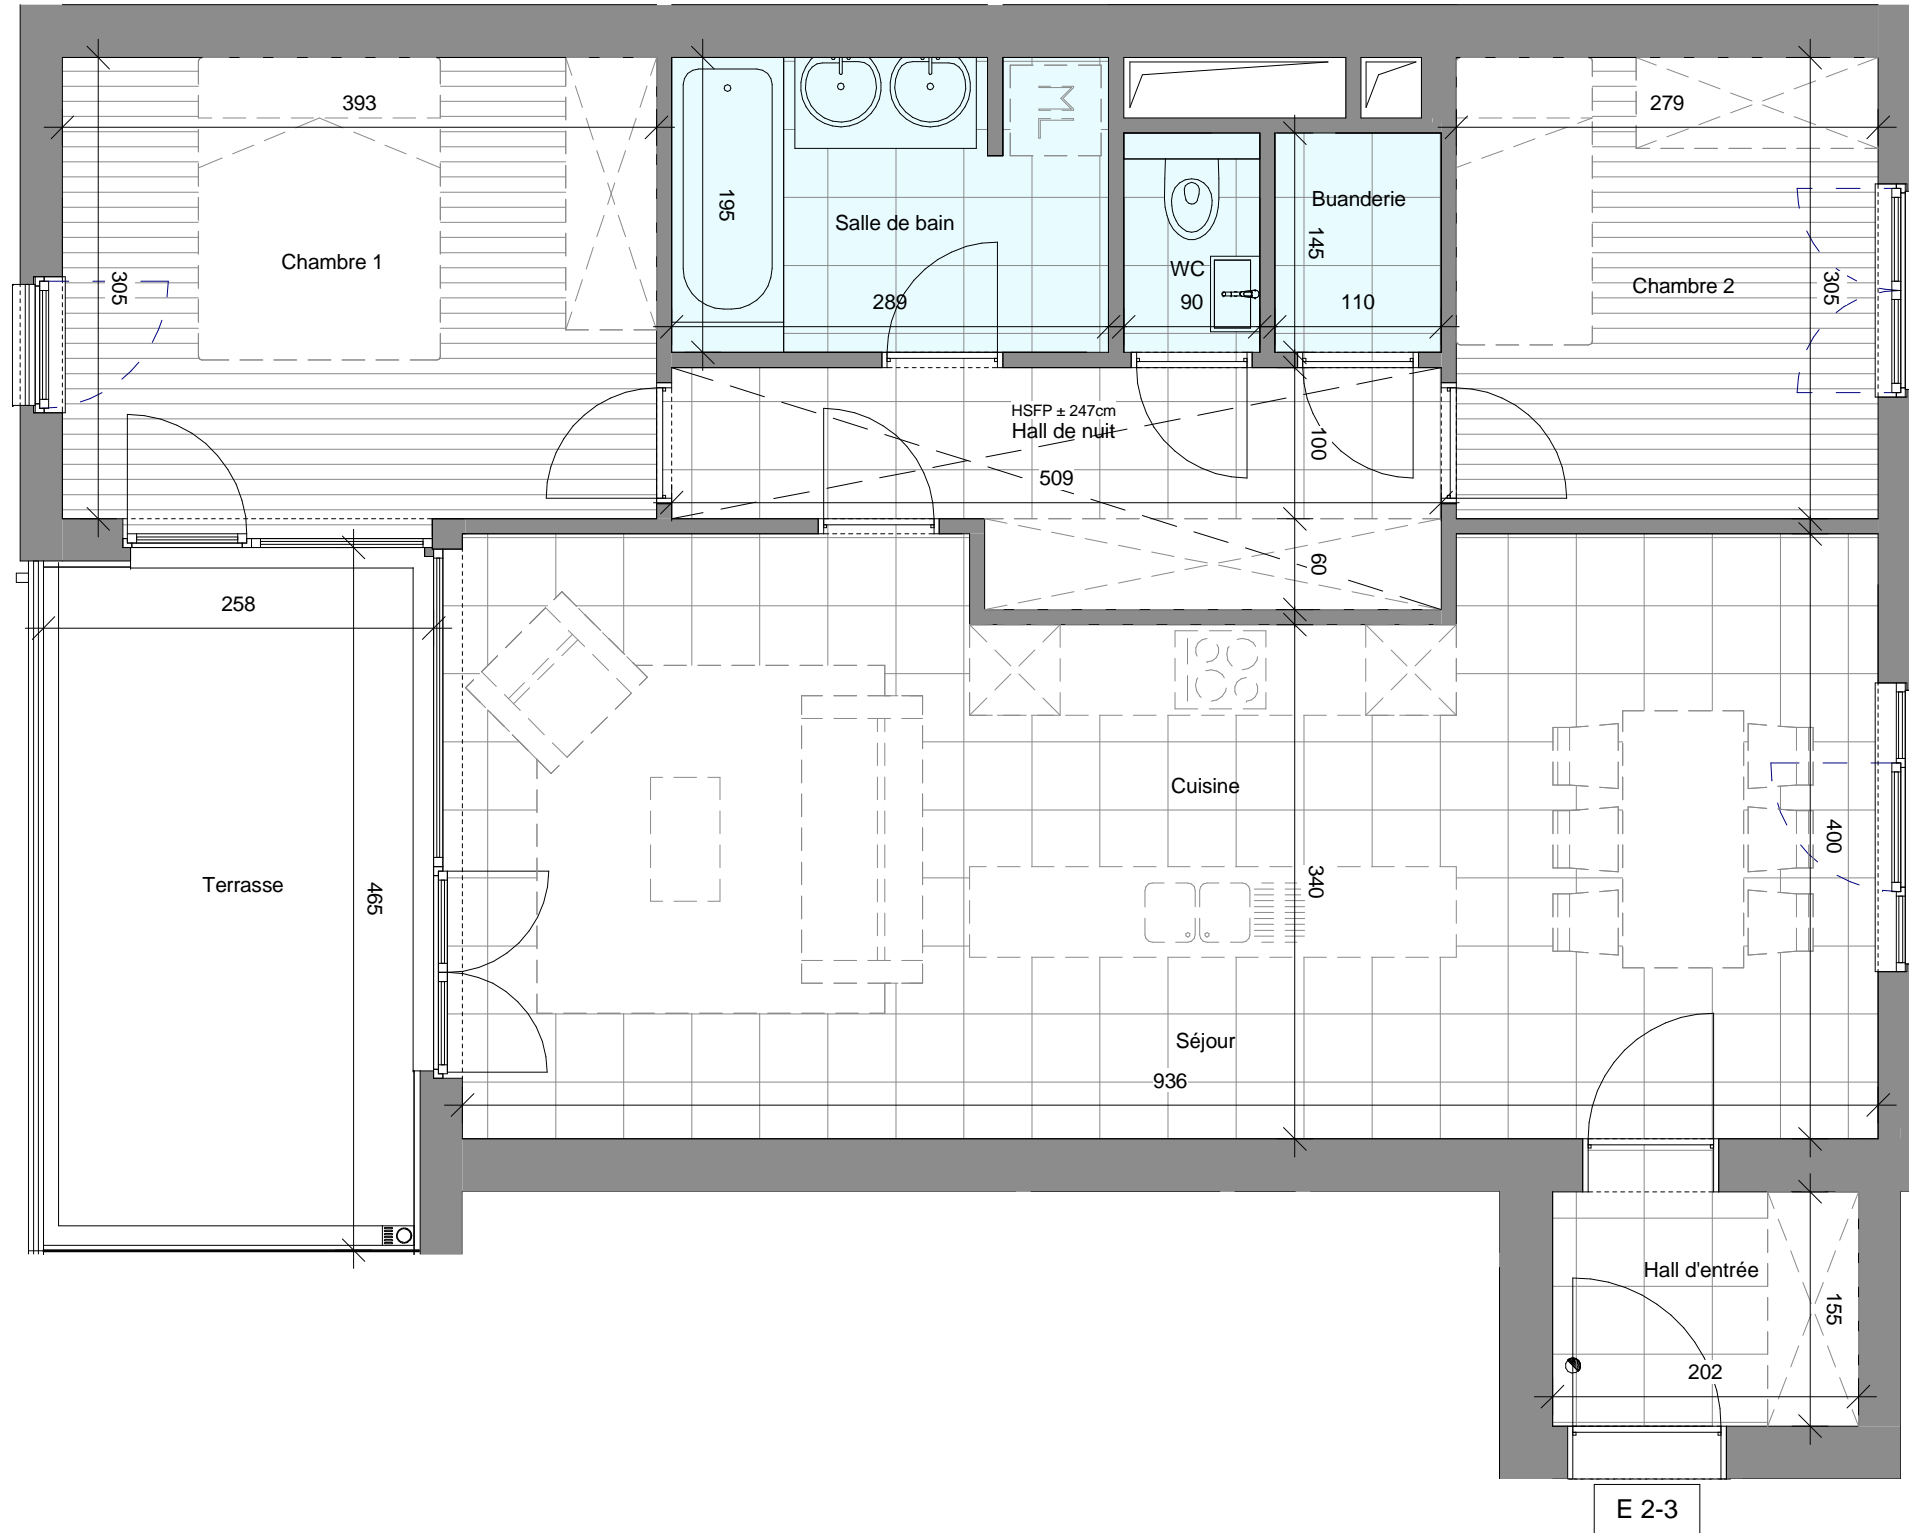 393
279
ML
195
Salle de bain
Buanderie
145
Chambre 1
305
WC
289
90
110
Chambre 2
305
HSFP ± 247cm
Hall de nuit
100
509
60
258
Cuisine
400
Terrasse
465
340
Séjour
936
Hall d'entrée
155
202
E 2-3